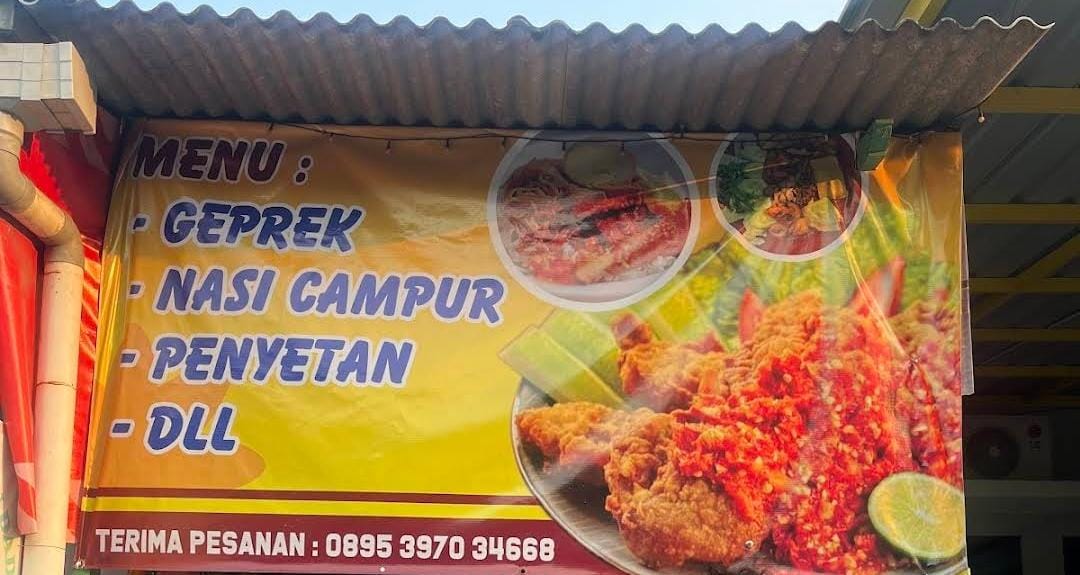 MENU :
- GEPREK
- NASI CAMPUR
- PENYETAN
- DLL
TERIMA PESANAN : 0895 3970 34668